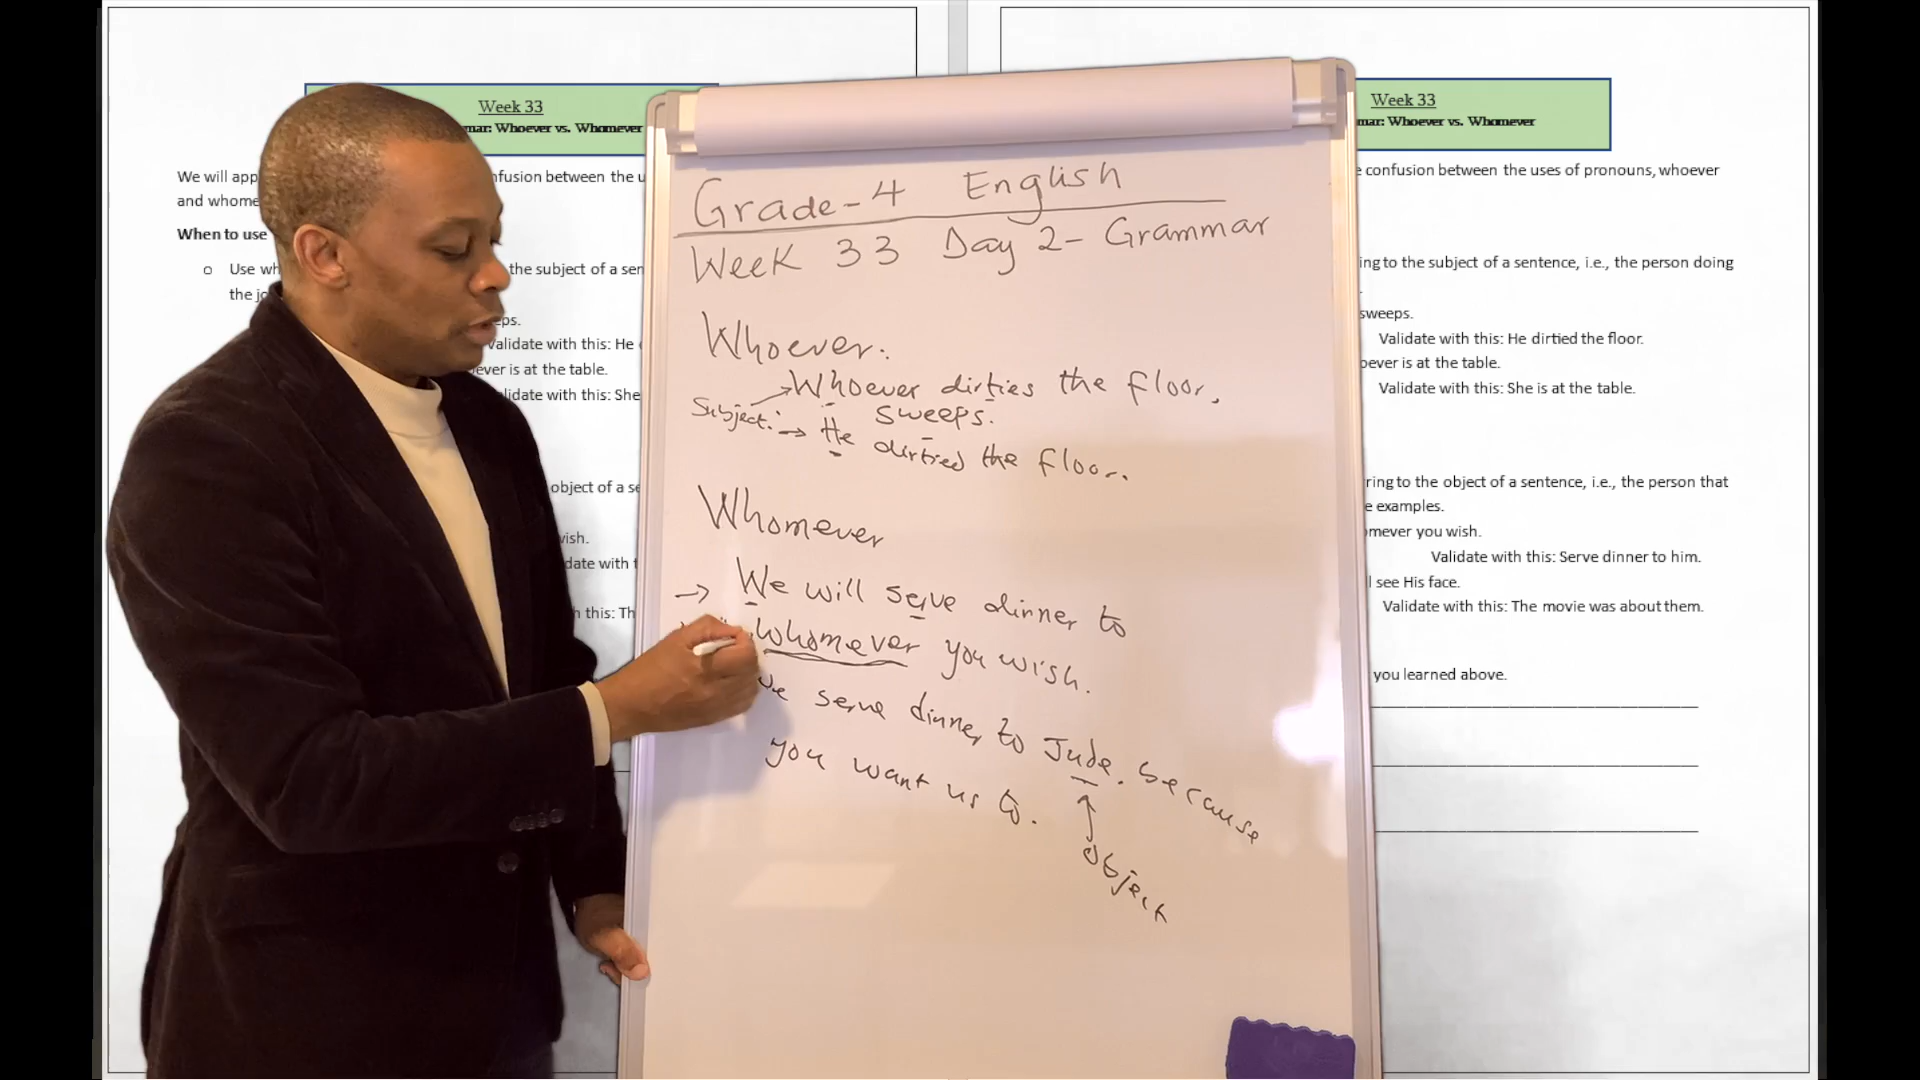 Week 33
mar: Whoever vs. Whomever
We will app
nfusion between the u
and whome
When to use
Use wh
the subject of a sen
the jo
eps.
Validate with this: He
ever is at the table.
lidate with this: She
object of a se
vish.
date with t
h this: Th
Grade-4 English
Week 33 Day 2- Grammar
Whoever:
Whoever dirties the floor,
Subject:
sweeps.
He dirtied the floor.
Whomever
We will serve dinner to
whomever you wish.
serve dinner to Jude. because
you want us to.
object
Week 33
mar: Whoever vs. Whomever
e confusion between the uses of pronouns, whoever
ing to the subject of a sentence, i.e., the person doing
sweeps.
Validate with this: He dirtied the floor.
oever is at the table.
Validate with this: She is at the table.
ring to the object of a sentence, i.e., the person that
e examples.
mever you wish.
Validate with this: Serve dinner to him.
l see His face.
Validate with this: The movie was about them.
you learned above.